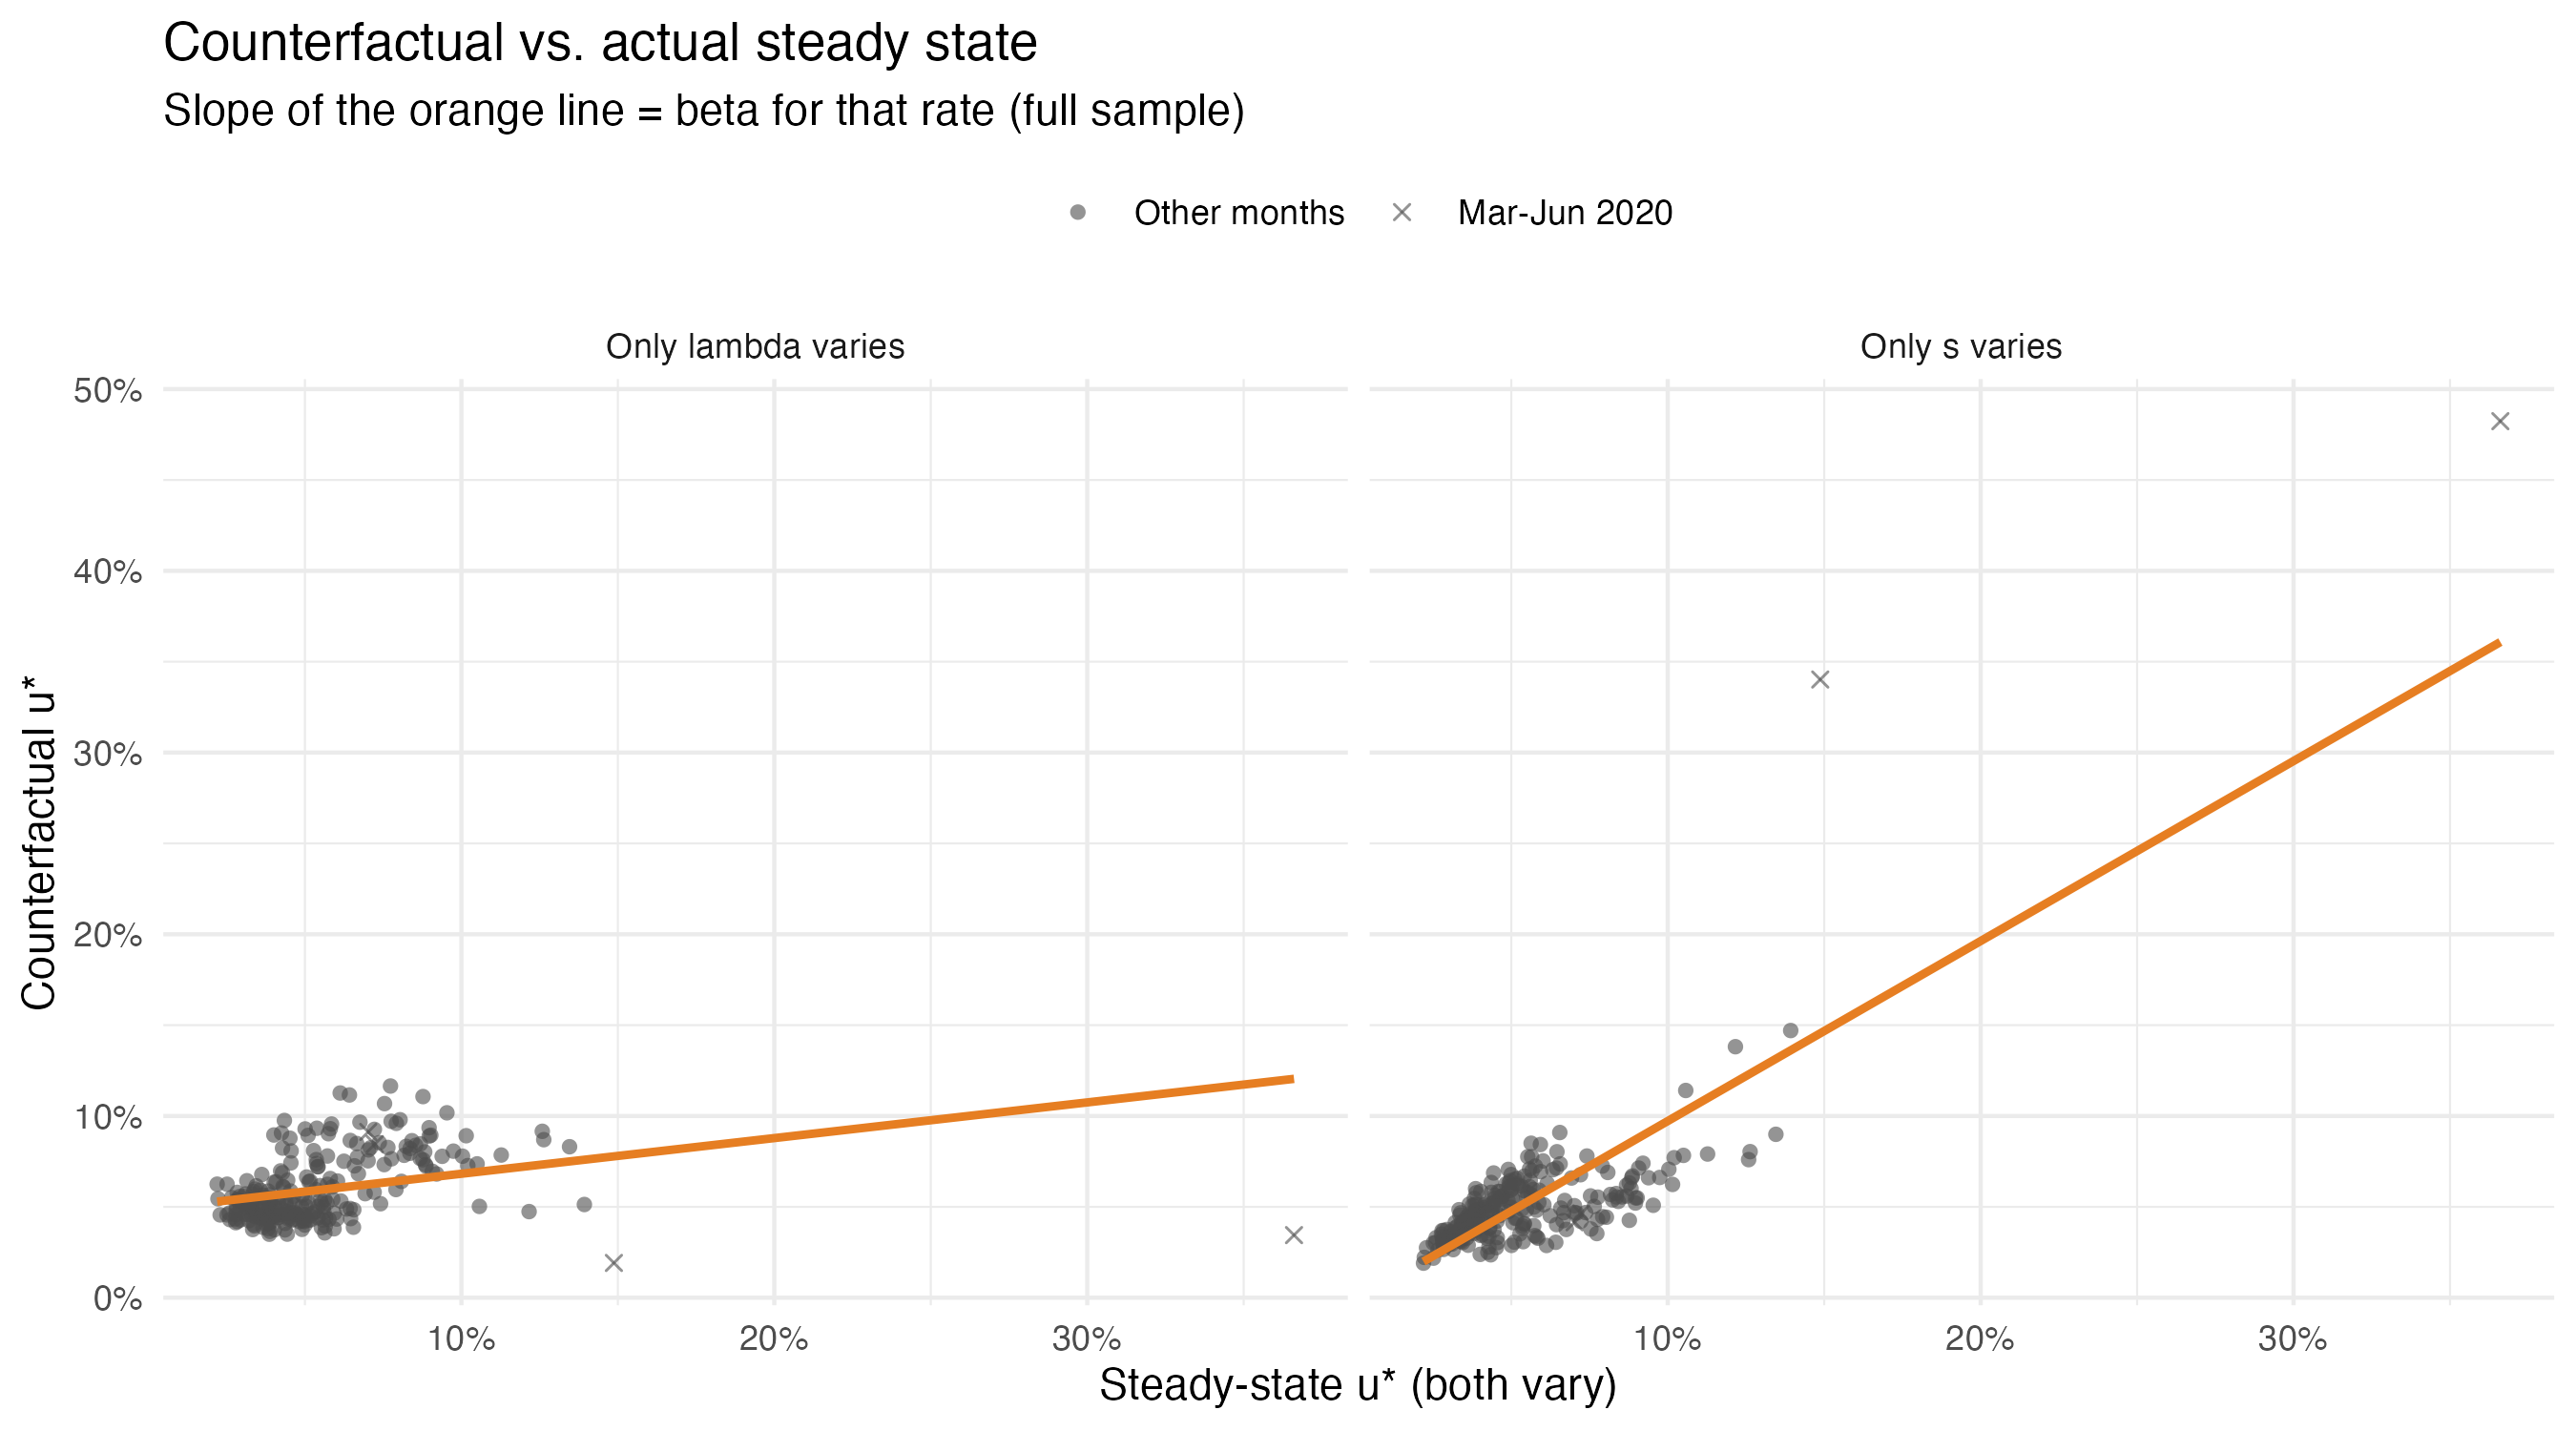 Counterfactual vs. actual steady state
Slope of the orange line = beta for that rate (full sample)
Other months
Mar-Jun 2020
Only lambda varies
Only s varies
Counterfactual u*
50%
40%
30%
20%
10%
0%
10%
20%
30%
10%
20%
30%
Steady-state u* (both vary)